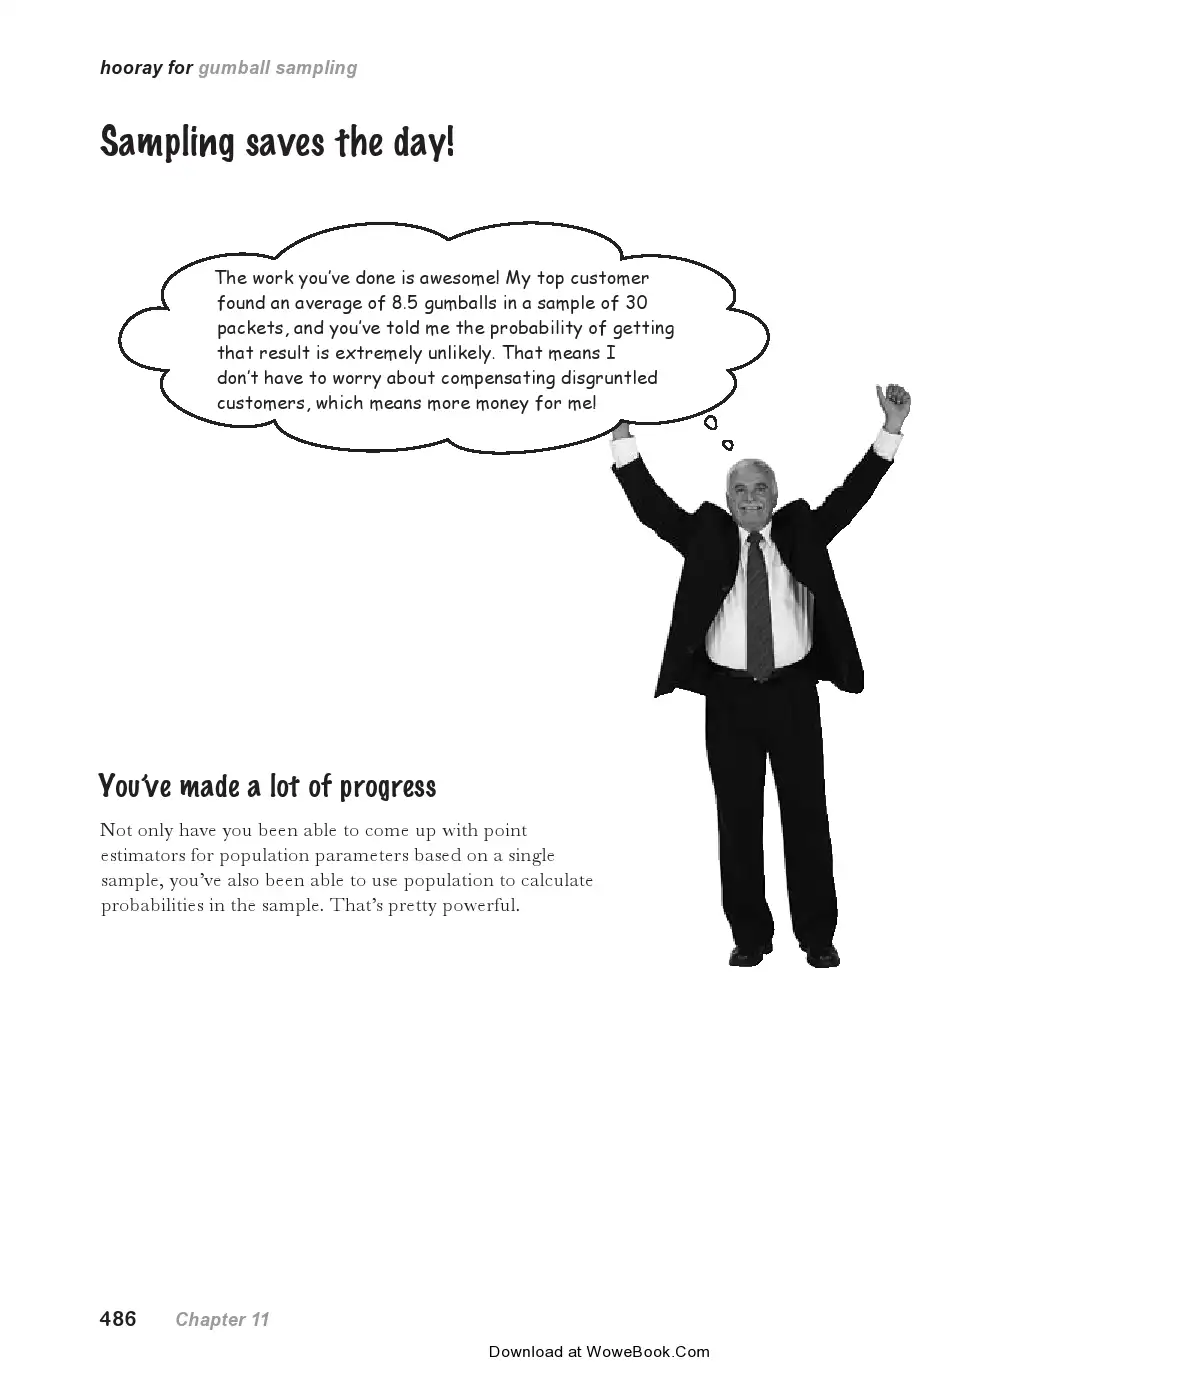 hooray for gumball sampling
Sampling saves the day!
The work you've done is awesome! My top customer
found an average of 8.5 gumballs in a sample of 30
packets, and you've told me the probability of getting
that result is extremely unlikely. That means I
don't have to worry about compensating disgruntled
customers, which means more money for me!
You've made a lot of progress
Not only have you been able to come up with point
estimators for population parameters based on a single
sample, you've also been able to use population to calculate
probabilities in the sample. That's pretty powerful.
486 Chapter 11
Download at WoweBook.Com